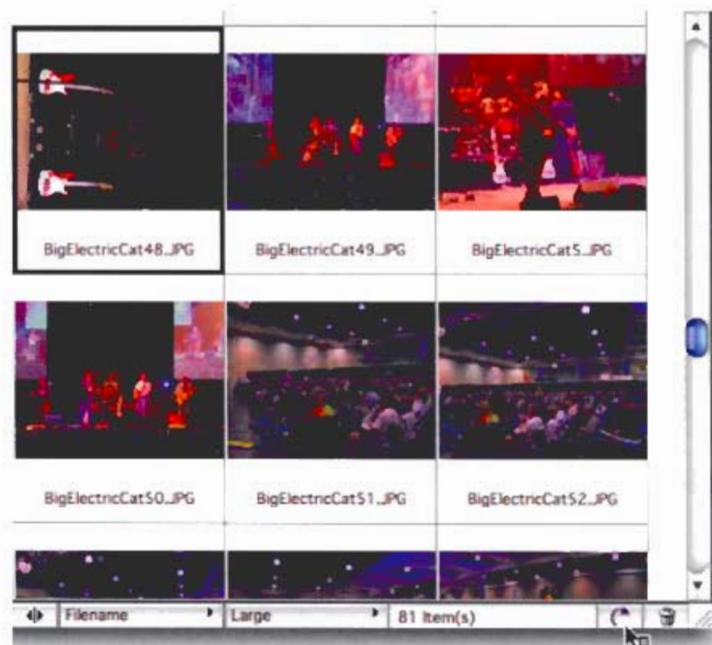 BigElectricCat48.JPG BigElectricCat49.JPG BigElectricCat5.JPG
BigElectricCat50.JPG BigElectricCat51.JPG BigElectricCat52.JPG
Filename Large 81 Item(s)